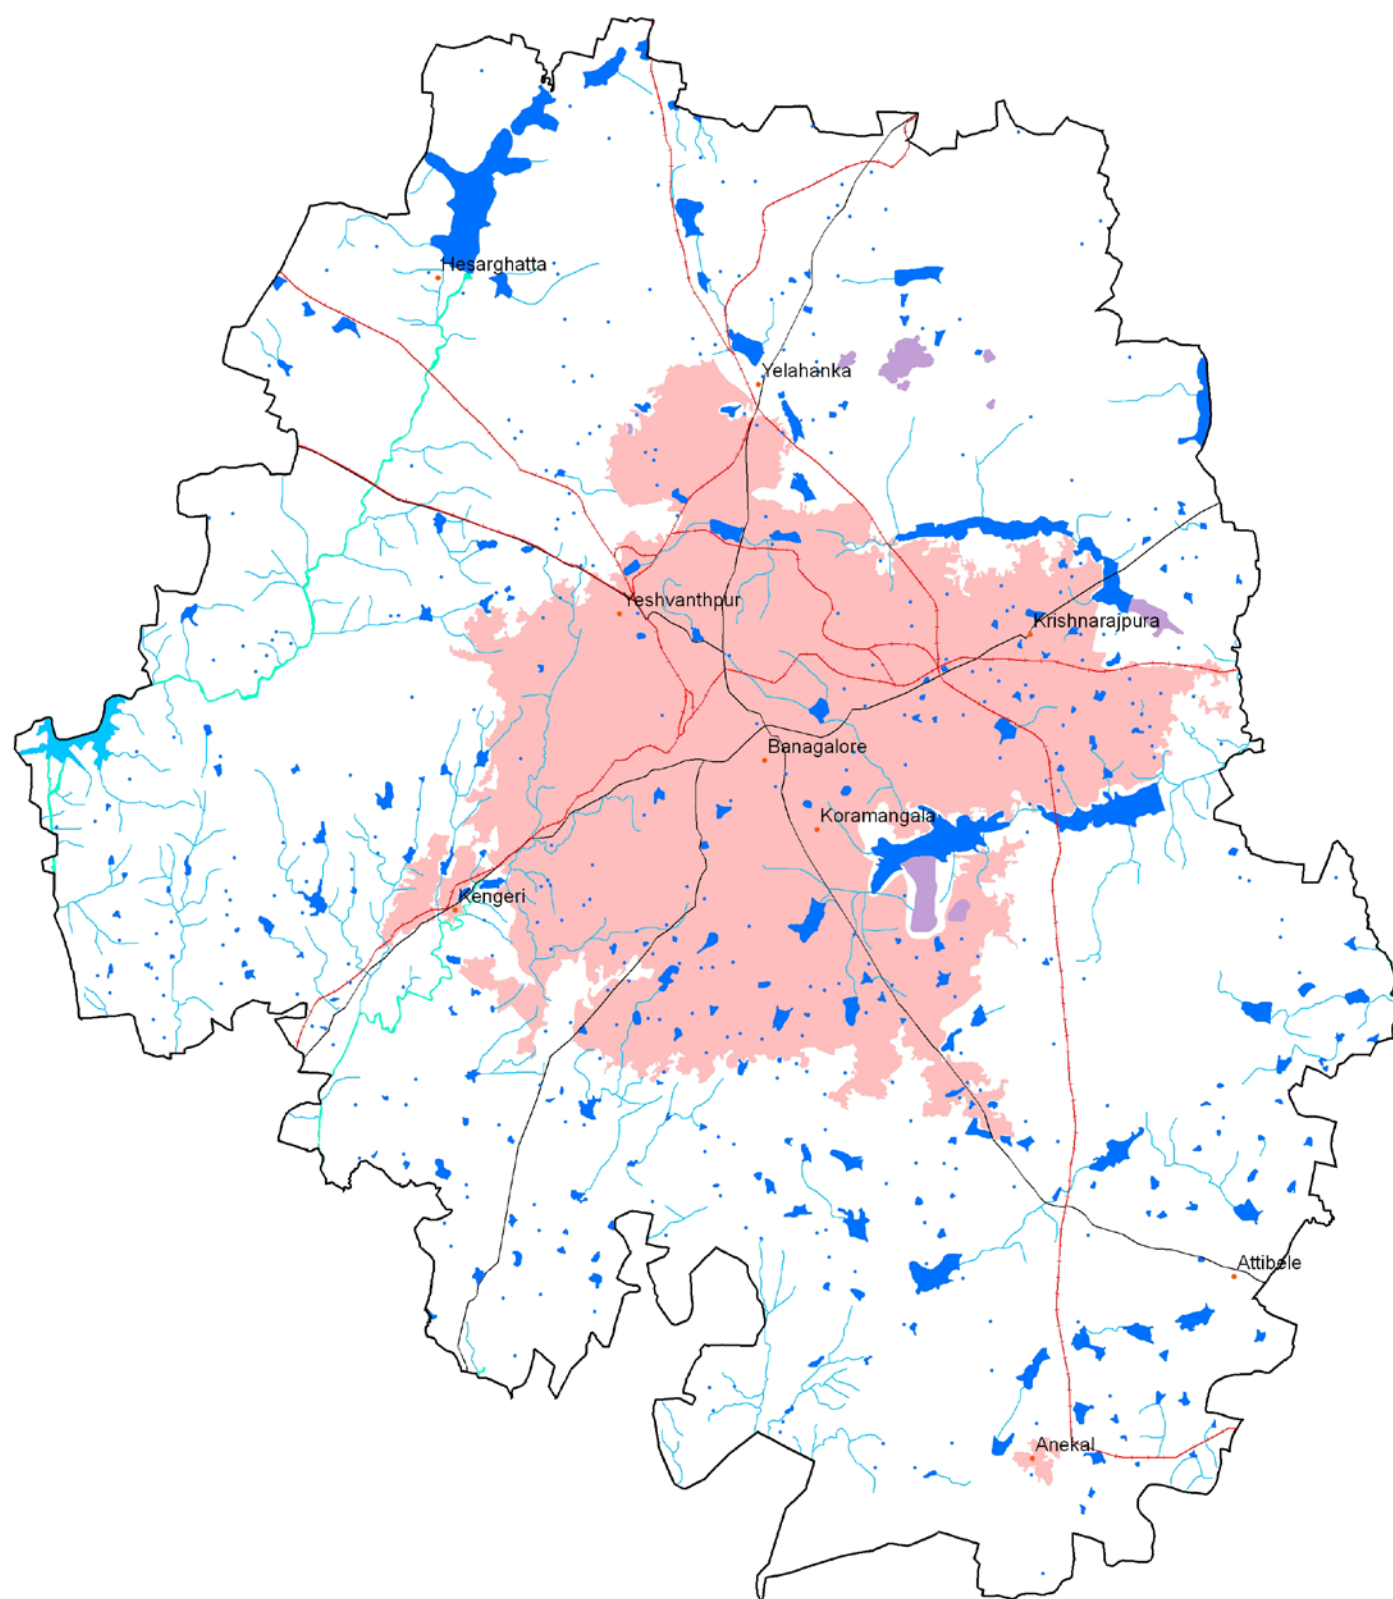 Hesarghatta
Yelahanka
Yeshvanthpur
Krishnarajpura
Banagalore
Koramangala
Kengeri
Attibele
Anekal